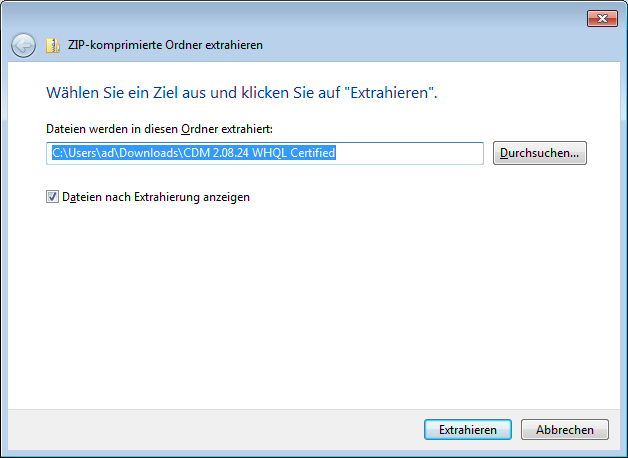 ZIP-komprimierte Ordner extrahieren
Wählen Sie ein Ziel aus und klicken Sie auf "Extrahieren".
Dateien werden in diesen Ordner extrahiert:
C:\Users\ad\Downloads\CDM 2.08.24 WHQL Certified
Durchsuchen...
Dateien nach Extrahierung anzeigen
Extrahieren
Abbrechen